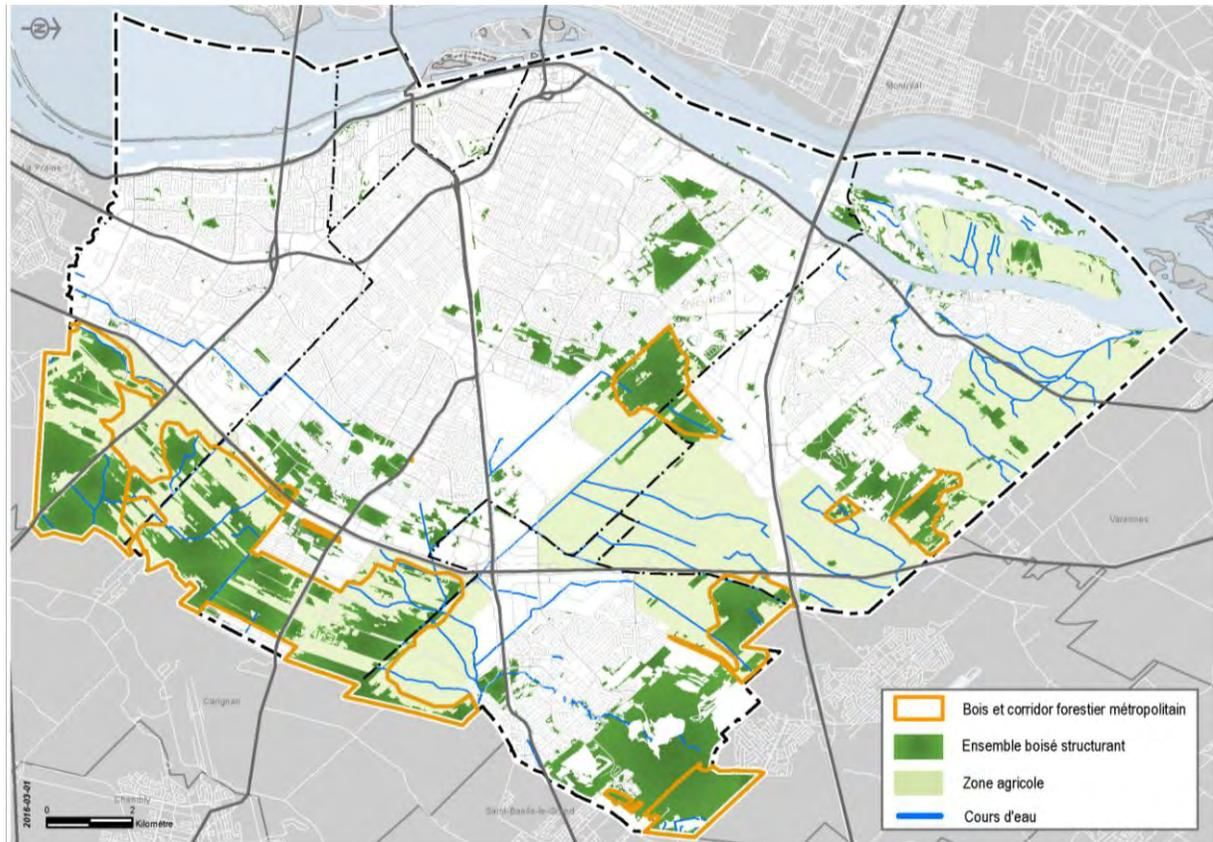 N
Montréal
La Prairie
Varennes
Carignan
Chambly
Saint-Basile-le-Grand
2016-03-01
0 2
Kilomètre
Bois et corridor forestier métropolitain
Ensemble boisé structurant
Zone agricole
Cours d'eau